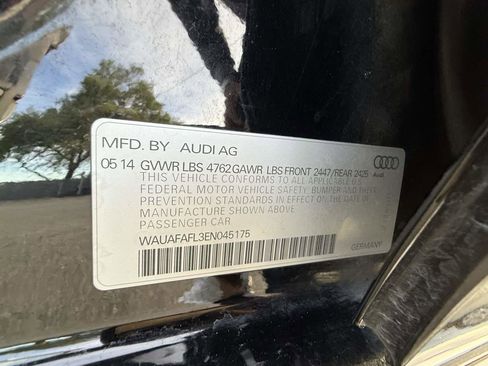 MFD. BY AUDI AG
05 14 GVWR LBS 4762 GAWR LBS FRONT 2447/REAR 2425
Audi
THIS VEHICLE CONFORMS TO ALL APPLICABLE U.S.
FEDERAL MOTOR VEHICLE SAFETY, BUMPER AND THEFT
PREVENTION STANDARDS IN EFFECT ON THE DATE OF
MANUFACTURE SHOWN ABOVE.
PASSENGER CAR
WAUAFAFL3EN045175
GERMANY